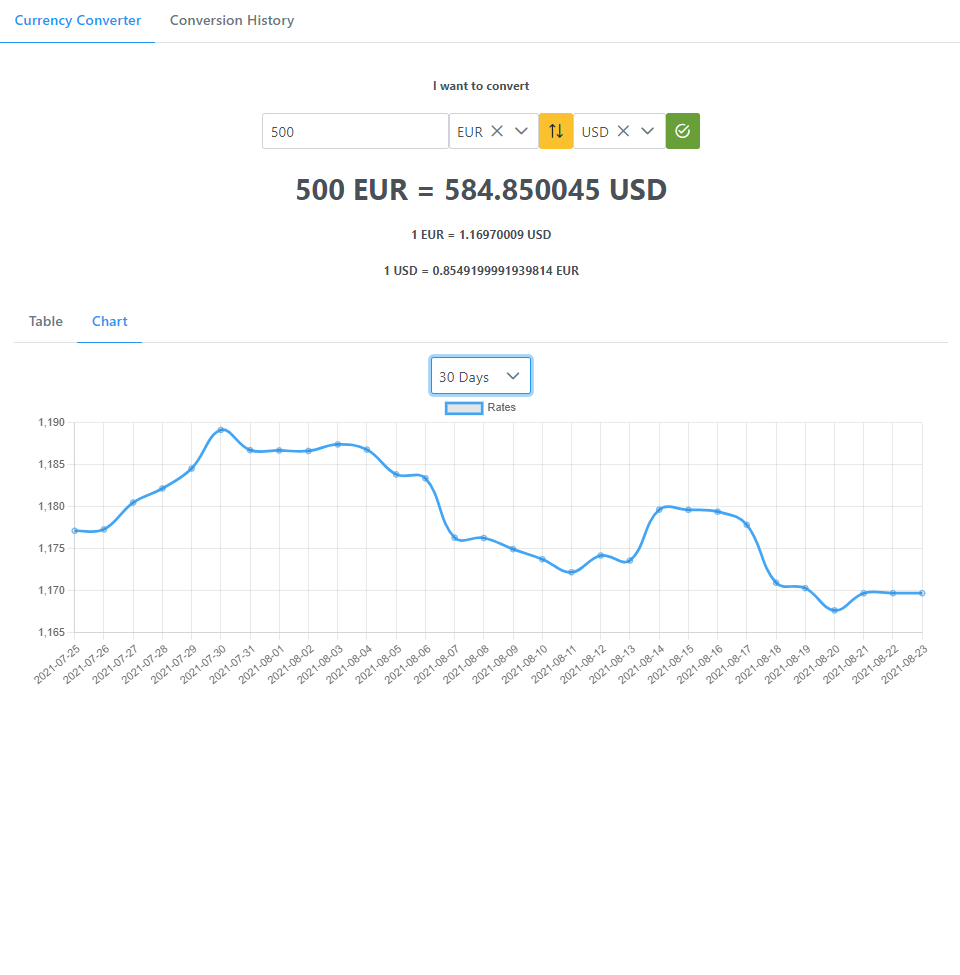 Currency Converter Conversion History
I want to convert
500 EUR USD
500 EUR = 584.850045 USD
1 EUR = 1.16970009 USD
1 USD = 0.8549199991939814 EUR
Table Chart
30 Days
Rates
1,190
1,185
1,180
1,175
1,170
1,165
2021-07-25 2021-07-26 2021-07-27 2021-07-28 2021-07-29 2021-07-30 2021-07-31 2021-08-01 2021-08-02 2021-08-03 2021-08-04 2021-08-05 2021-08-06 2021-08-07 2021-08-08 2021-08-09 2021-08-10 2021-08-11 2021-08-12 2021-08-13 2021-08-14 2021-08-15 2021-08-16 2021-08-17 2021-08-18 2021-08-19 2021-08-20 2021-08-21 2021-08-22 2021-08-23